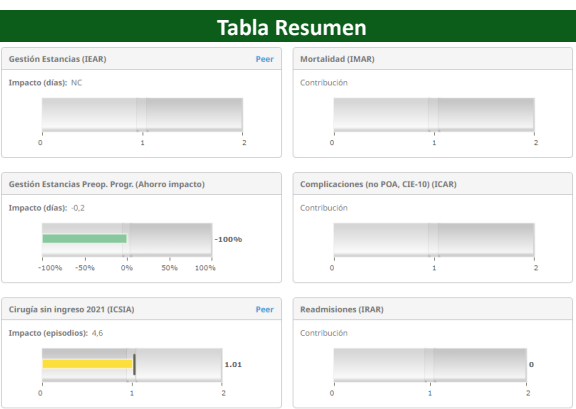 Tabla Resumen
Gestión Estancias (IEAR) Peer
Impacto (días): NC
0 1 2
Mortalidad (IMAR)
Contribución
0 1 2
Gestión Estancias Preop. Progr. (Ahorro impacto)
Impacto (días): -0,2
-100%
-100% -50% 0% 50% 100%
Complicaciones (no POA, CIE-10) (ICAR)
Contribución
0 1 2
Cirugía sin ingreso 2021 (ICSIA) Peer
Impacto (episodios): 4,6
1.01
0 1 2
Readmisiones (IRAR)
Contribución
0
0 1 2